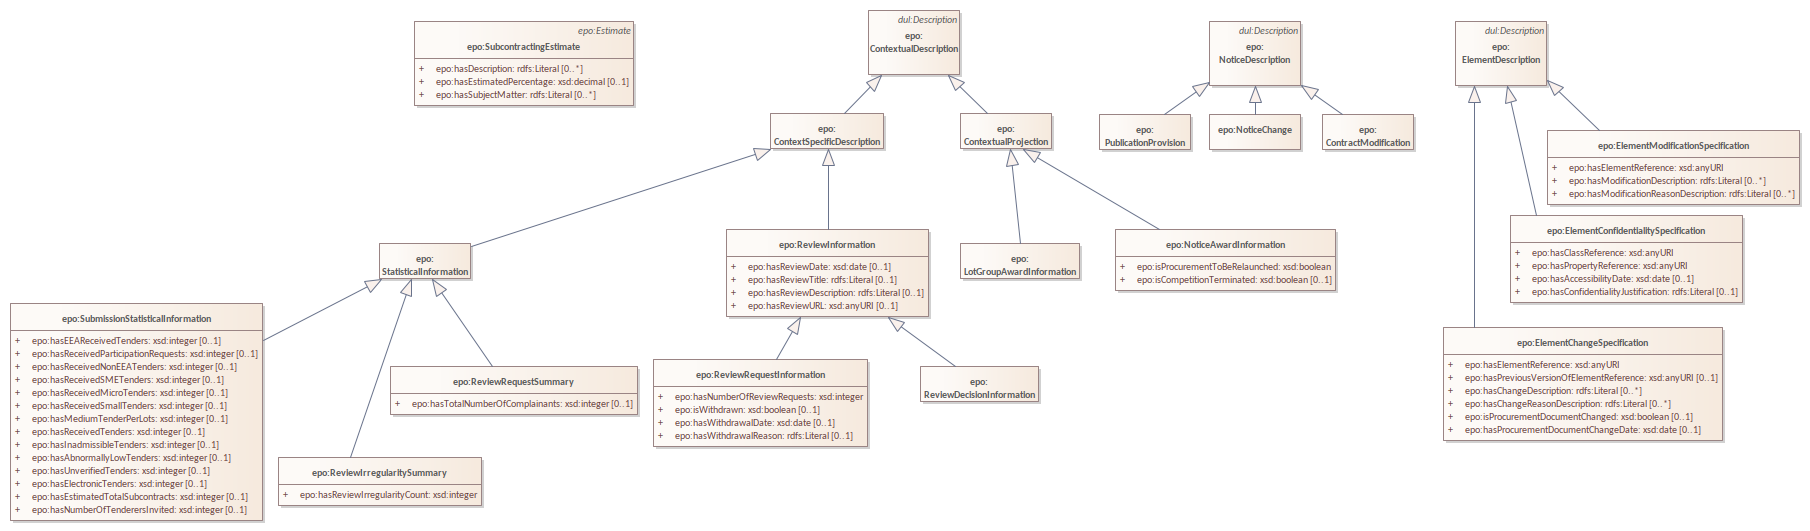 epo:Estimate
epo:SubcontractingEstimate
+ epo:hasDescription: rdfs:Literal [0..*]
+ epo:hasEstimatedPercentage: xsd:decimal [0..1]
+ epo:hasSubjectMatter: rdfs:Literal [0..*]
dul:Description
epo:
ContextualDescription
dul:Description
epo:
NoticeDescription
dul:Description
epo:
ElementDescription
epo:
ContextSpecificDescription
epo:
ContextualProjection
epo:
PublicationProvision
epo:NoticeChange
epo:
ContractModification
epo:ElementModificationSpecification
+ epo:hasElementReference: xsd:anyURI
+ epo:hasModificationDescription: rdfs:Literal [0..*]
+ epo:hasModificationReasonDescription: rdfs:Literal [0..*]
epo:ElementConfidentialitySpecification
+ epo:hasClassReference: xsd:anyURI
+ epo:hasPropertyReference: xsd:anyURI
+ epo:hasAccessibilityDate: xsd:date [0..1]
+ epo:hasConfidentialityJustification: rdfs:Literal [0..1]
epo:
StatisticalInformation
epo:ReviewInformation
+ epo:hasReviewDate: xsd:date [0..1]
+ epo:hasReviewTitle: rdfs:Literal [0..1]
+ epo:hasReviewDescription: rdfs:Literal [0..1]
+ epo:hasReviewURL: xsd:anyURI [0..1]
epo:
LotGroupAwardInformation
epo:NoticeAwardInformation
+ epo:isProcurementToBeRelaunched: xsd:boolean
+ epo:isCompetitionTerminated: xsd:boolean [0..1]
epo:SubmissionStatisticalInformation
+ epo:hasEEAReceivedTenders: xsd:integer [0..1]
+ epo:hasReceivedParticipationRequests: xsd:integer [0..1]
+ epo:hasReceivedNonEEATenders: xsd:integer [0..1]
+ epo:hasReceivedSMETenders: xsd:integer [0..1]
+ epo:hasReceivedMicroTenders: xsd:integer [0..1]
+ epo:hasReceivedSmallTenders: xsd:integer [0..1]
+ epo:hasMediumTenderPerLots: xsd:integer [0..1]
+ epo:hasReceivedTenders: xsd:integer [0..1]
+ epo:hasInadmissibleTenders: xsd:integer [0..1]
+ epo:hasAbnormallyLowTenders: xsd:integer [0..1]
+ epo:hasUnverifiedTenders: xsd:integer [0..1]
+ epo:hasElectronicTenders: xsd:integer [0..1]
+ epo:hasEstimatedTotalSubcontracts: xsd:integer [0..1]
+ epo:hasNumberOfTenderersInvited: xsd:integer [0..1]
epo:ReviewRequestSummary
+ epo:hasTotalNumberOfComplainants: xsd:integer [0..1]
epo:ReviewIrregularitySummary
+ epo:hasReviewIrregularityCount: xsd:integer
epo:ReviewRequestInformation
+ epo:hasNumberOfReviewRequests: xsd:integer
+ epo:isWithdrawn: xsd:boolean [0..1]
+ epo:hasWithdrawalDate: xsd:date [0..1]
+ epo:hasWithdrawalReason: rdfs:Literal [0..1]
epo:
ReviewDecisionInformation
epo:ElementChangeSpecification
+ epo:hasElementReference: xsd:anyURI
+ epo:hasPreviousVersionOfElementReference: xsd:anyURI [0..1]
+ epo:hasChangeDescription: rdfs:Literal [0..*]
+ epo:hasChangeReasonDescription: rdfs:Literal [0..*]
+ epo:isProcurementDocumentChanged: xsd:boolean [0..1]
+ epo:hasProcurementDocumentChangeDate: xsd:date [0..1]